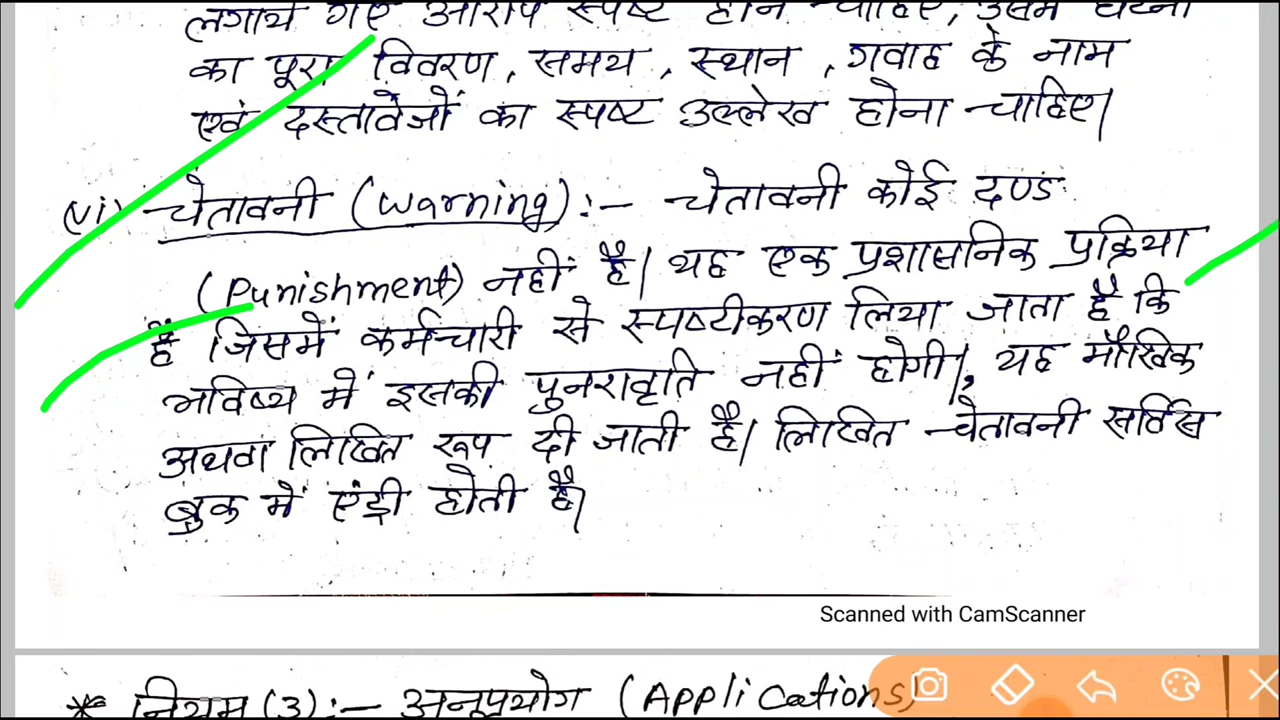 लगाये गए आरोप स्पष्ट होने चाहिए, उसमें घटना
का पूरा विवरण, समय, स्थान, गवाह के नाम
एवं दस्तावेजों का स्पष्ट उल्लेख होना चाहिए।
(vi) चेतावनी (Warning) :- चेतावनी कोई दण्ड
(Punishment) नहीं है। यह एक प्रशासनिक प्रक्रिया
है जिसमें कर्मचारी से स्पष्टीकरण लिया जाता है कि
भविष्य में इसकी पुनरावृति नहीं होगी। यह मौखिक
अथवा लिखित रूप दी जाती है। लिखित चेतावनी सर्विस
बुक में एंट्री होती है।
Scanned with CamScanner
* नियम (3) :- अनुप्रयोग (Applications)